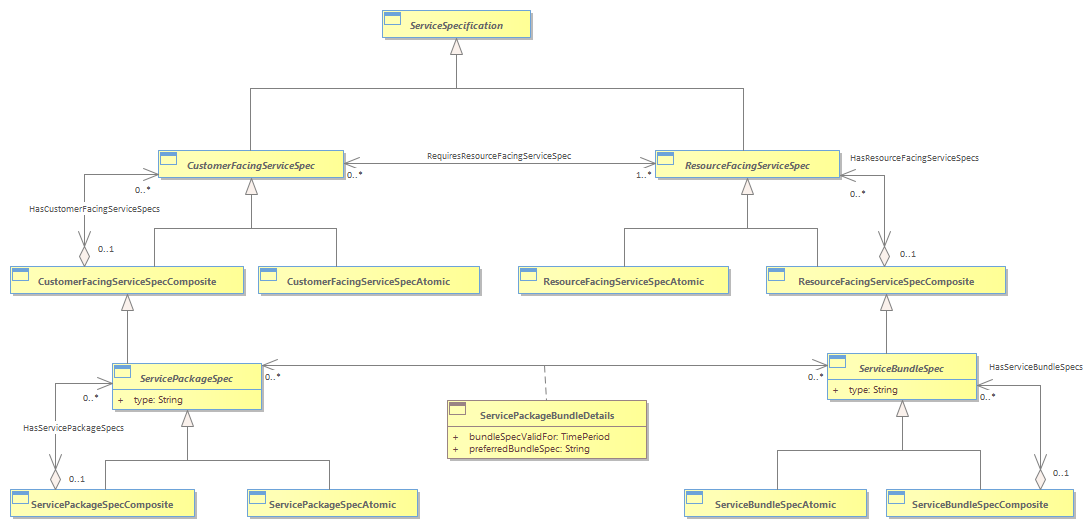 ServiceSpecification
CustomerFacingServiceSpec
RequiresResourceFacingServiceSpec
ResourceFacingServiceSpec
HasResourceFacingServiceSpecs
0..*
1..*
0..*
0..*
HasCustomerFacingServiceSpecs
0..1
0..1
CustomerFacingServiceSpecComposite
CustomerFacingServiceSpecAtomic
ResourceFacingServiceSpecAtomic
ResourceFacingServiceSpecComposite
ServicePackageSpec
+ type: String
0..*
0..*
ServiceBundleSpec
+ type: String
HasServiceBundleSpecs
0..*
0..*
ServicePackageBundleDetails
+ bundleSpecValidFor: TimePeriod
+ preferredBundleSpec: String
HasServicePackageSpecs
0..1
0..1
ServicePackageSpecComposite
ServicePackageSpecAtomic
ServiceBundleSpecAtomic
ServiceBundleSpecComposite